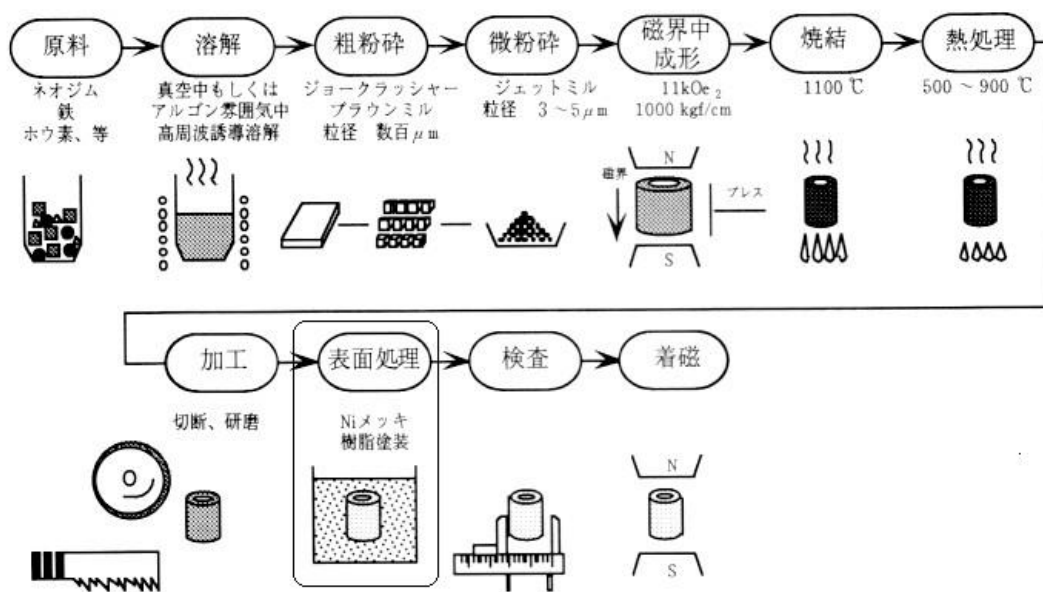 原料
溶解
粗粉砕
微粉砕
磁界中
成形
焼結
熱処理
ネオジム
鉄
ホウ素、等
真空中もしくは
アルゴン雰囲気中
高周波誘導溶解
ジョークラッシャー
ブラウンミル
粒径 数百μm
ジェットミル
粒径 3～5μm
11kOe₂
1000 kgf/cm
1100 ℃
500 ～ 900 ℃
N
磁界
プレス
S
加工
表面処理
検査
着磁
切断、研磨
Niメッキ
樹脂塗装
N
S